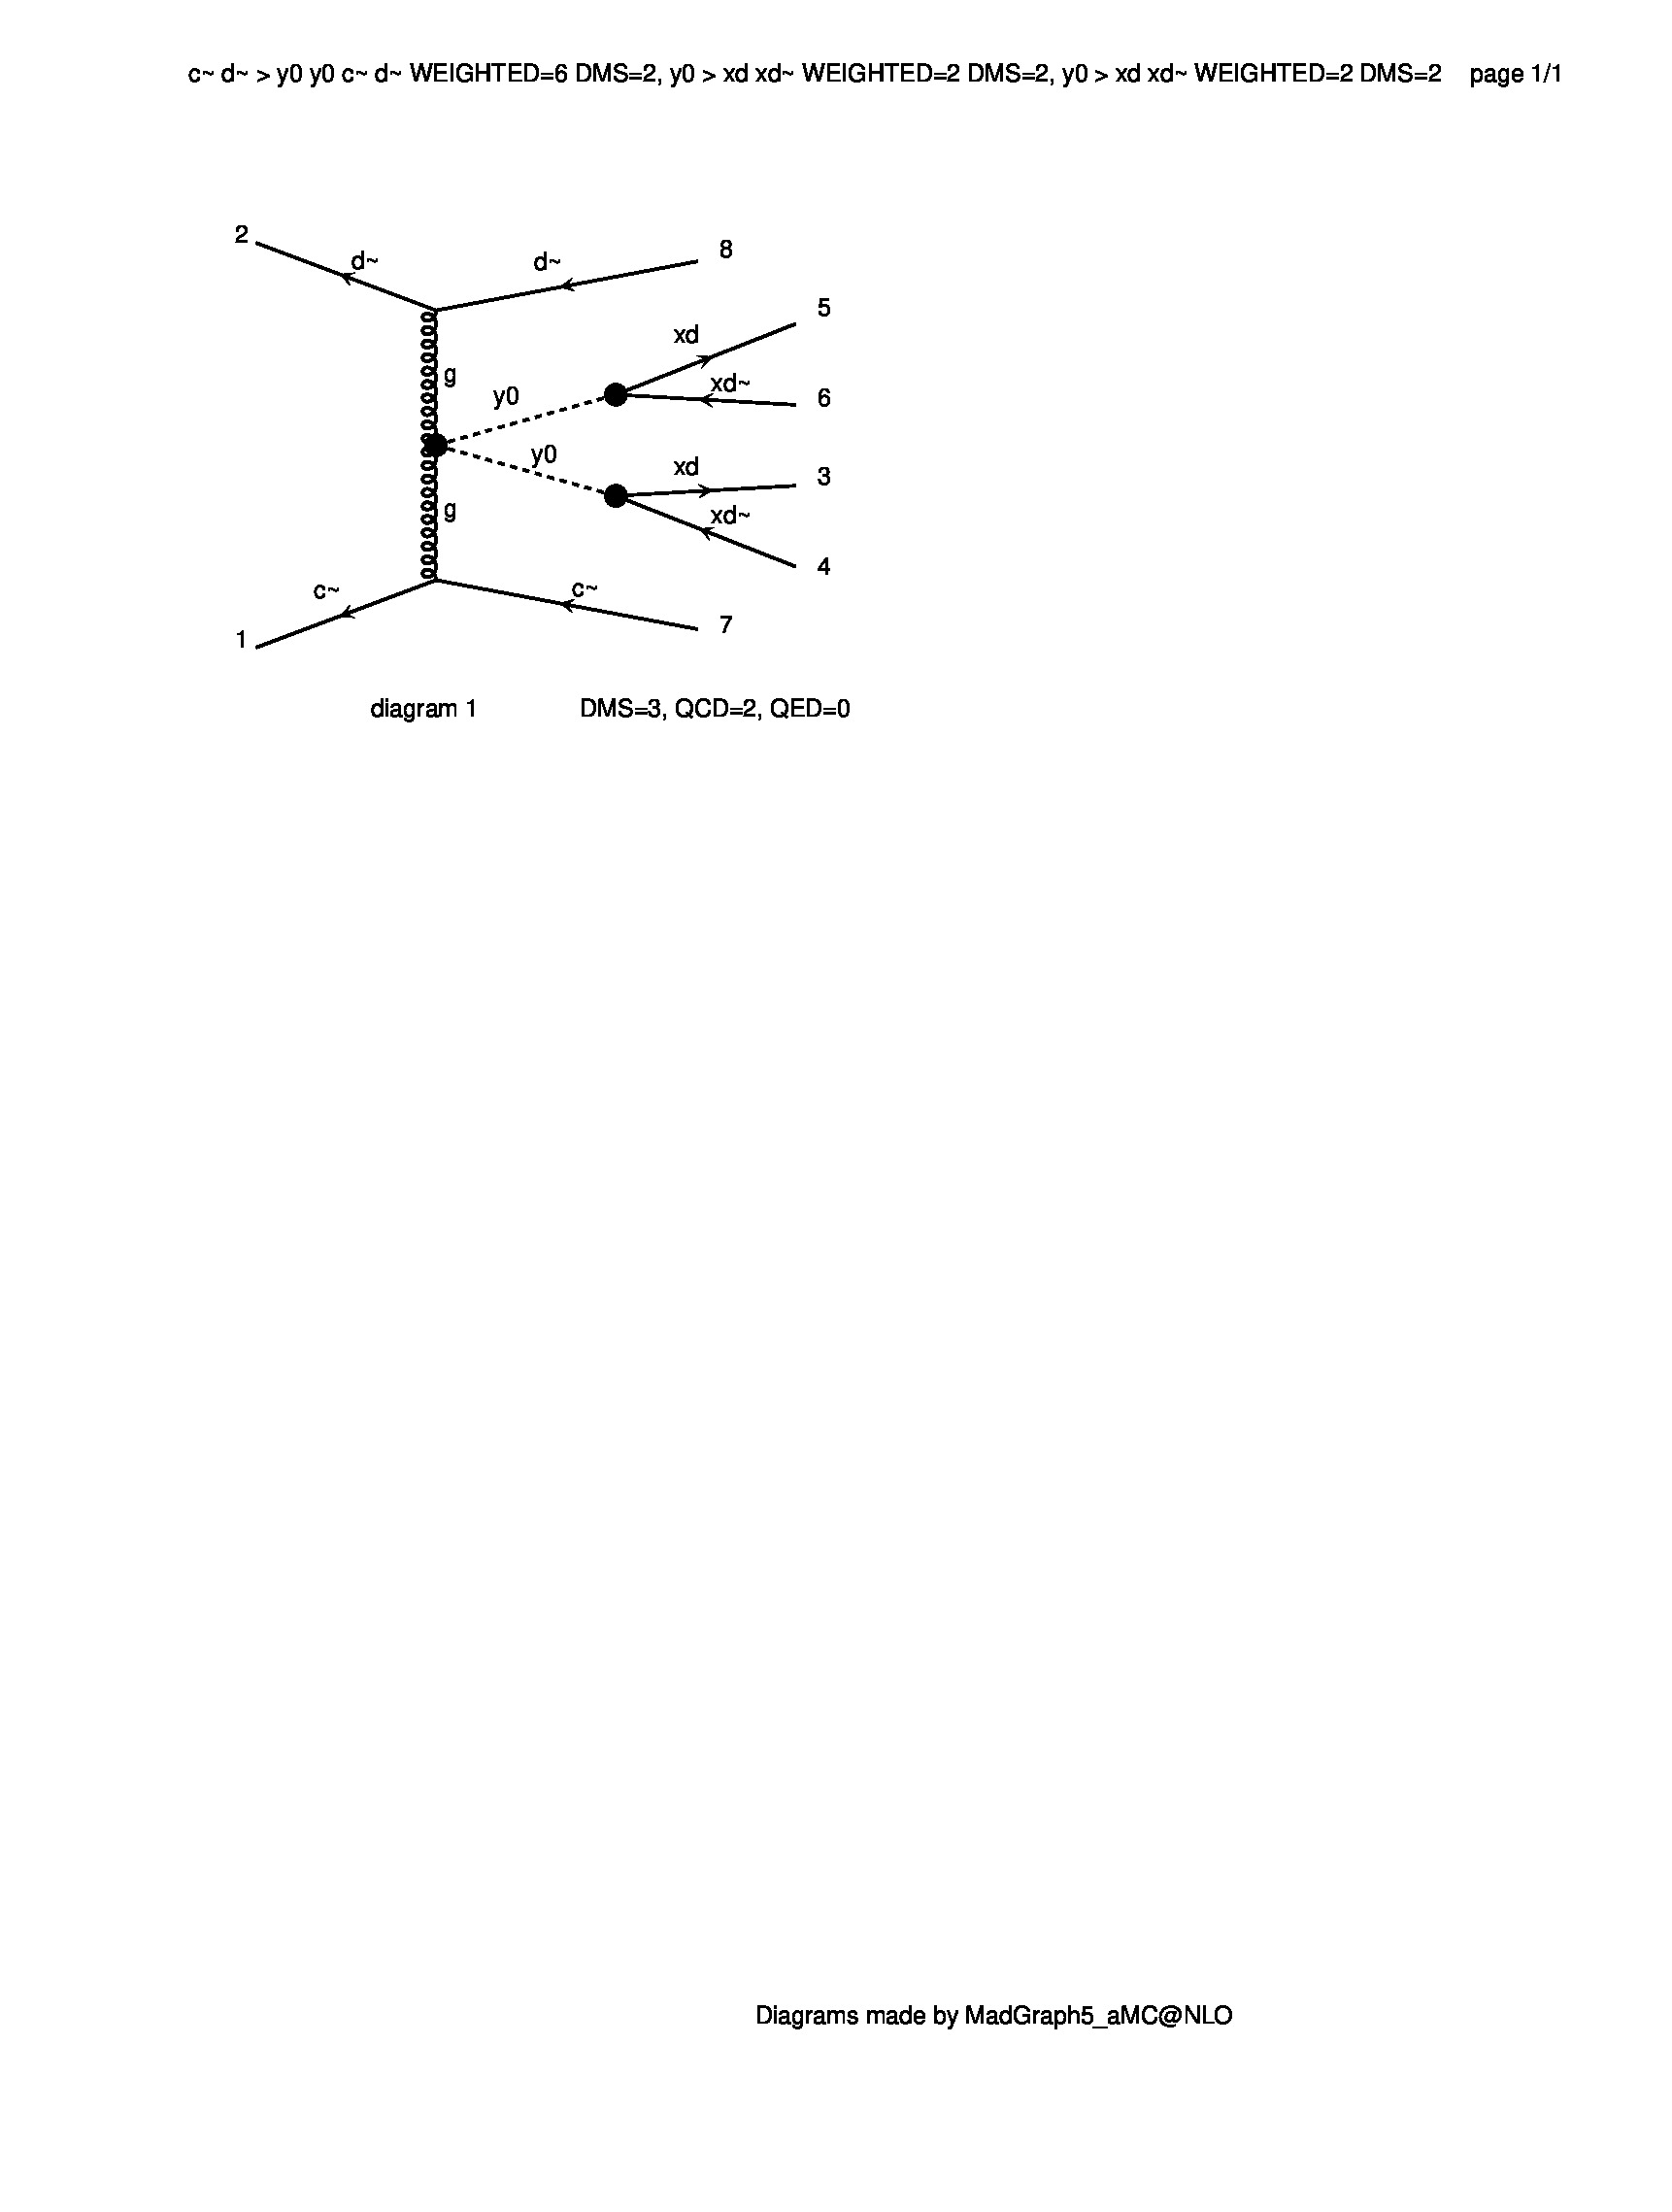 c~ d~ > y0 y0 c~ d~ WEIGHTED=6 DMS=2, y0 > xd xd~ WEIGHTED=2 DMS=2, y0 > xd xd~ WEIGHTED=2 DMS=2 page 1/1
2
d~
d~
8
5
xd
xd~
6
g
y0
y0
xd
3
xd~
4
g
c~
c~
7
1
diagram 1 DMS=3, QCD=2, QED=0
Diagrams made by MadGraph5_aMC@NLO